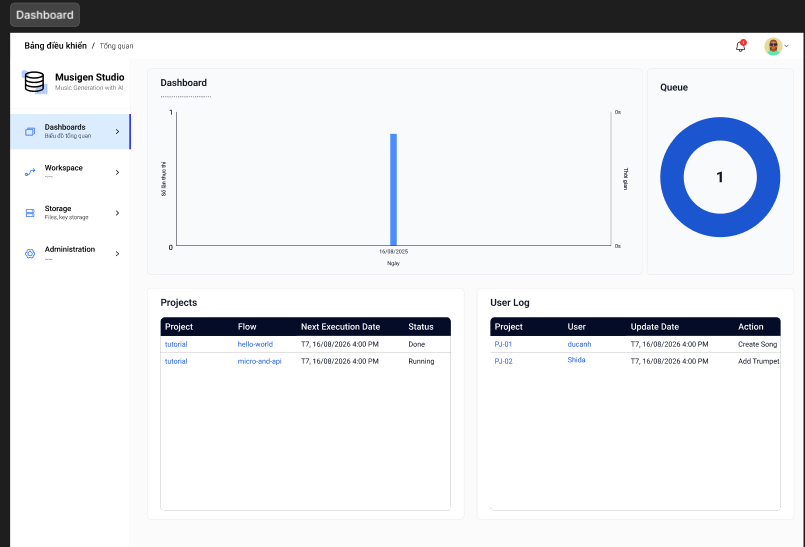 Dashboard
Bảng điều khiển / Tổng quan
1
Musigen Studio
Music Generation with AI
Dashboards
Biểu đồ tổng quan
Workspace
~~
Storage
Files, key storage
Administration
~~
Dashboard
1
0s
Số lần thực thi
Thời gian
0
0s
16/08/2025
Ngày
Queue
1
Projects
Project Flow Next Execution Date Status
tutorial hello-world T7, 16/08/2026 4:00 PM Done
tutorial micro-and-api T7, 16/08/2026 4:00 PM Running
User Log
Project User Update Date Action
PJ-01 ducanh T7, 16/08/2026 4:00 PM Create Song
PJ-02 Shida T7, 16/08/2026 4:00 PM Add Trumpet